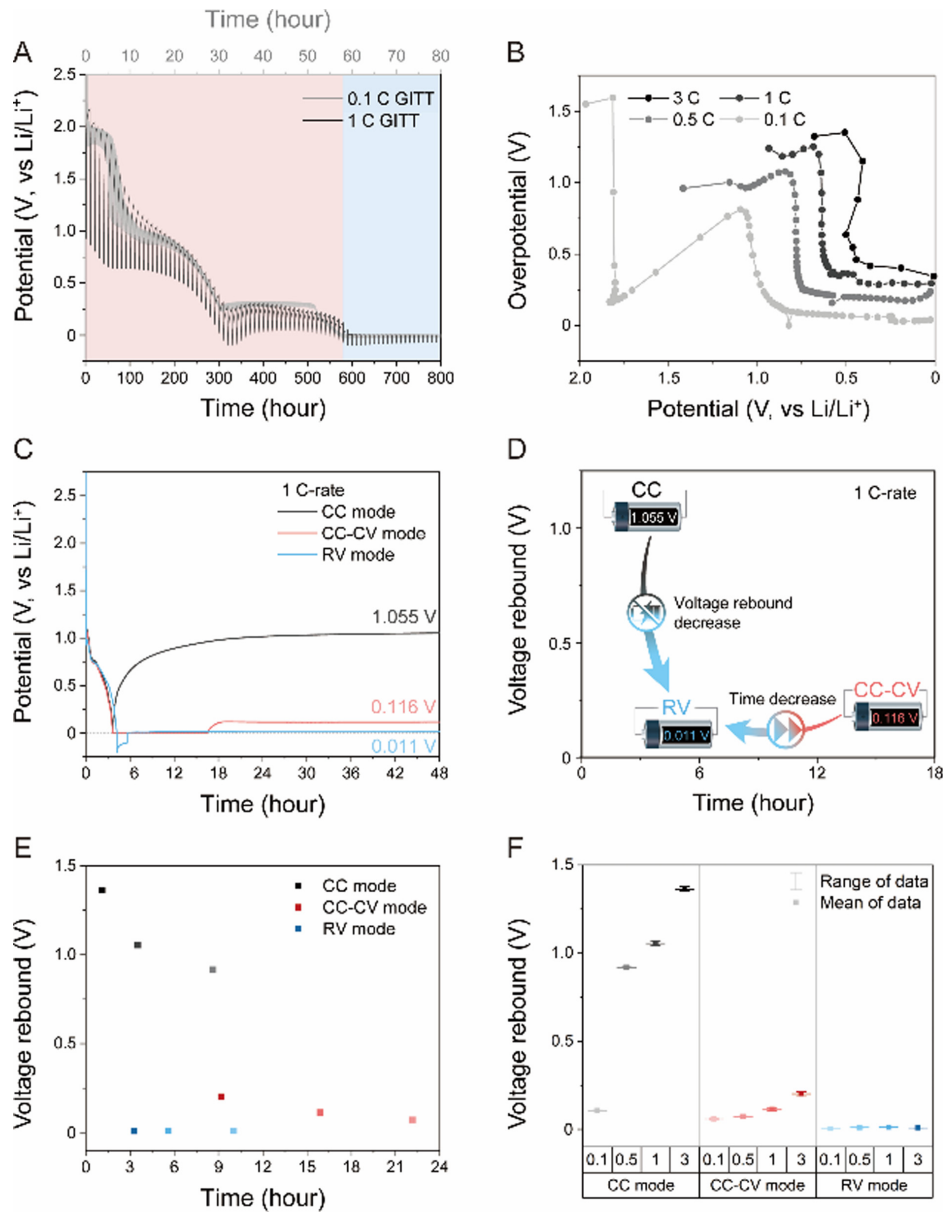 A
Time (hour)
0 10 20 30 40 50 60 70 80
2.5
2.0
1.5
1.0
0.5
0
Potential (V, vs Li/Li⁺)
0.1 C GITT
1 C GITT
0 100 200 300 400 500 600 700 800
Time (hour)
B
1.5
1.0
0.5
0
Overpotential (V)
3 C 1 C
0.5 C 0.1 C
2.0 1.5 1.0 0.5 0
Potential (V, vs Li/Li⁺)
C
2.5
2.0
1.5
1.0
0.5
0
Potential (V, vs Li/Li⁺)
1 C-rate
CC mode
CC-CV mode
RV mode
1.055 V
0.116 V
0.011 V
0 6 12 18 24 30 36 42 48
Time (hour)
D
1.0
0.5
0
Voltage rebound (V)
1 C-rate
CC
1.055 V
Voltage rebound
decrease
RV
0.011 V
Time decrease
CC-CV
0.116 V
0 6 12 18
Time (hour)
E
1.5
1.0
0.5
0
Voltage rebound (V)
CC mode
CC-CV mode
RV mode
0 3 6 9 12 15 18 21 24
Time (hour)
F
1.5
1.0
0.5
0
Voltage rebound (V)
Range of data
Mean of data
0.1 0.5 1 3 0.1 0.5 1 3 0.1 0.5 1 3
CC mode CC-CV mode RV mode